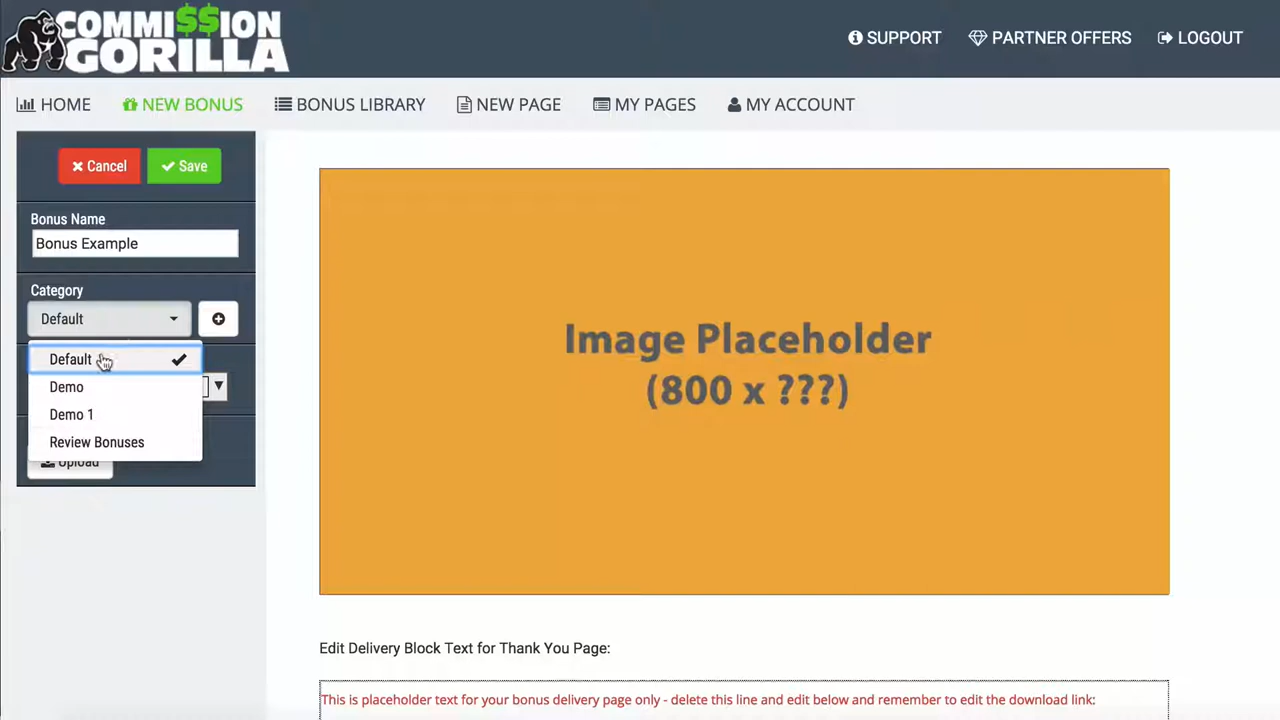 COMMI$$ION
GORILLA
SUPPORT
PARTNER OFFERS
LOGOUT
HOME
NEW BONUS
BONUS LIBRARY
NEW PAGE
MY PAGES
MY ACCOUNT
Cancel
Save
Bonus Name
Bonus Example
Category
Default
Default
Demo
Demo 1
Review Bonuses
Upload
Image Placeholder
(800 x ???)
Edit Delivery Block Text for Thank You Page:
This is placeholder text for your bonus delivery page only - delete this line and edit below and remember to edit the download link: